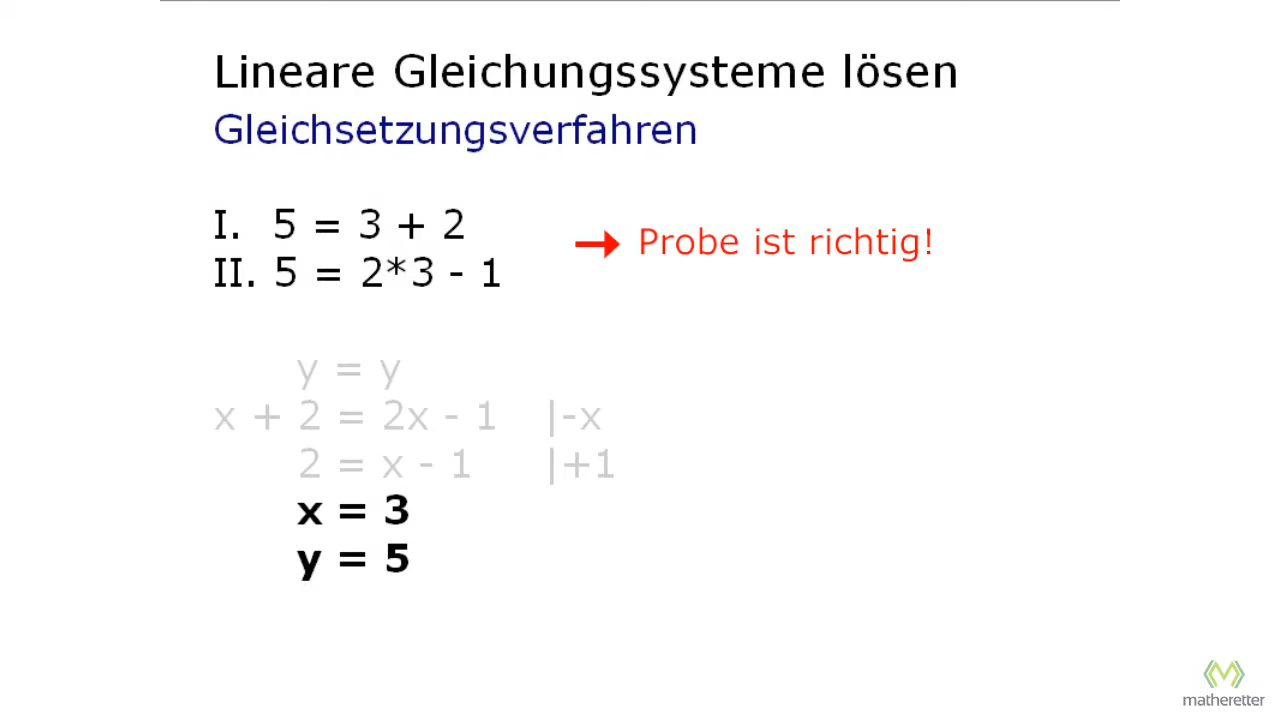 Lineare Gleichungssysteme lösen
Gleichsetzungsverfahren
I. 5 = 3 + 2
II. 5 = 2*3 - 1
→ Probe ist richtig!
y = y
x + 2 = 2x - 1 |-x
2 = x - 1 |+1
x = 3
y = 5
matheretter